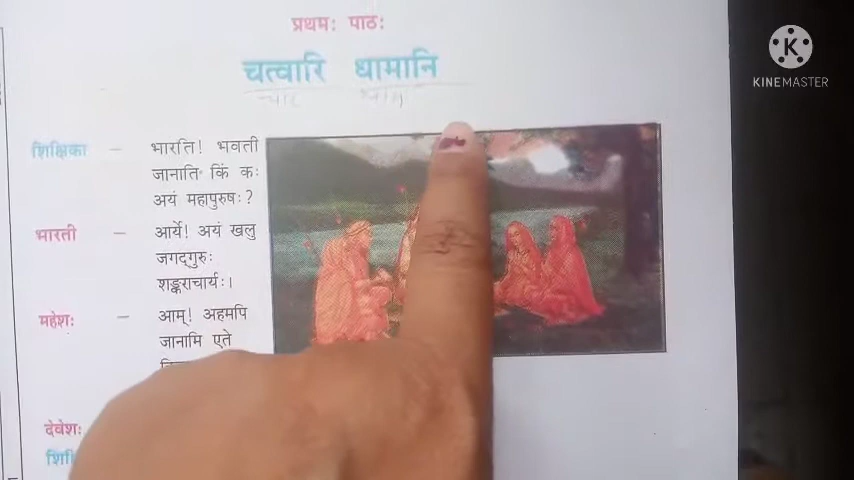 प्रथमः पाठः
चत्वारि धामानि
चार धाम
शिक्षिका – भारति! भवती
जानाति किं कः
अयं महापुरुषः?
भारती – आर्ये! अयं खलु
जगद्गुरुः
शङ्कराचार्यः।
महेशः – आम्! अहमपि
जानामि एते
देवेशः
K
KINEMASTER